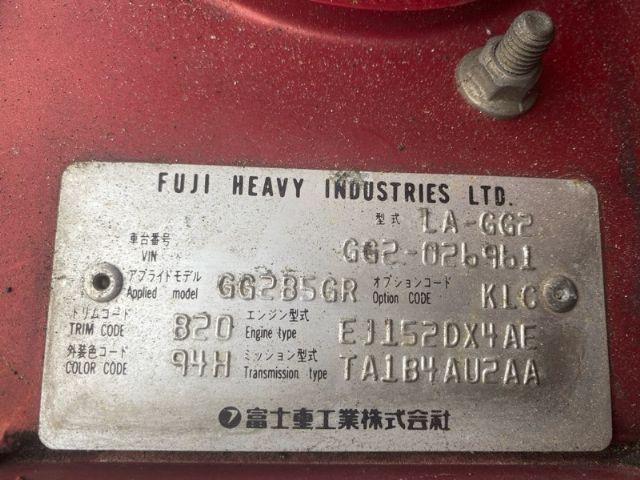 FUJI HEAVY INDUSTRIES LTD.
型式 LA-GG2
車台番号 VIN GG2-026961
アプライドモデル Applied model GG2B5GR オプションコード Option CODE KLC
トリムコード TRIM CODE 820 エンジン型式 Engine type EJ152DX4AE
外装色コード COLOR CODE 94H ミッション型式 Transmission type TA1B4AU2AA
富士重工業株式会社